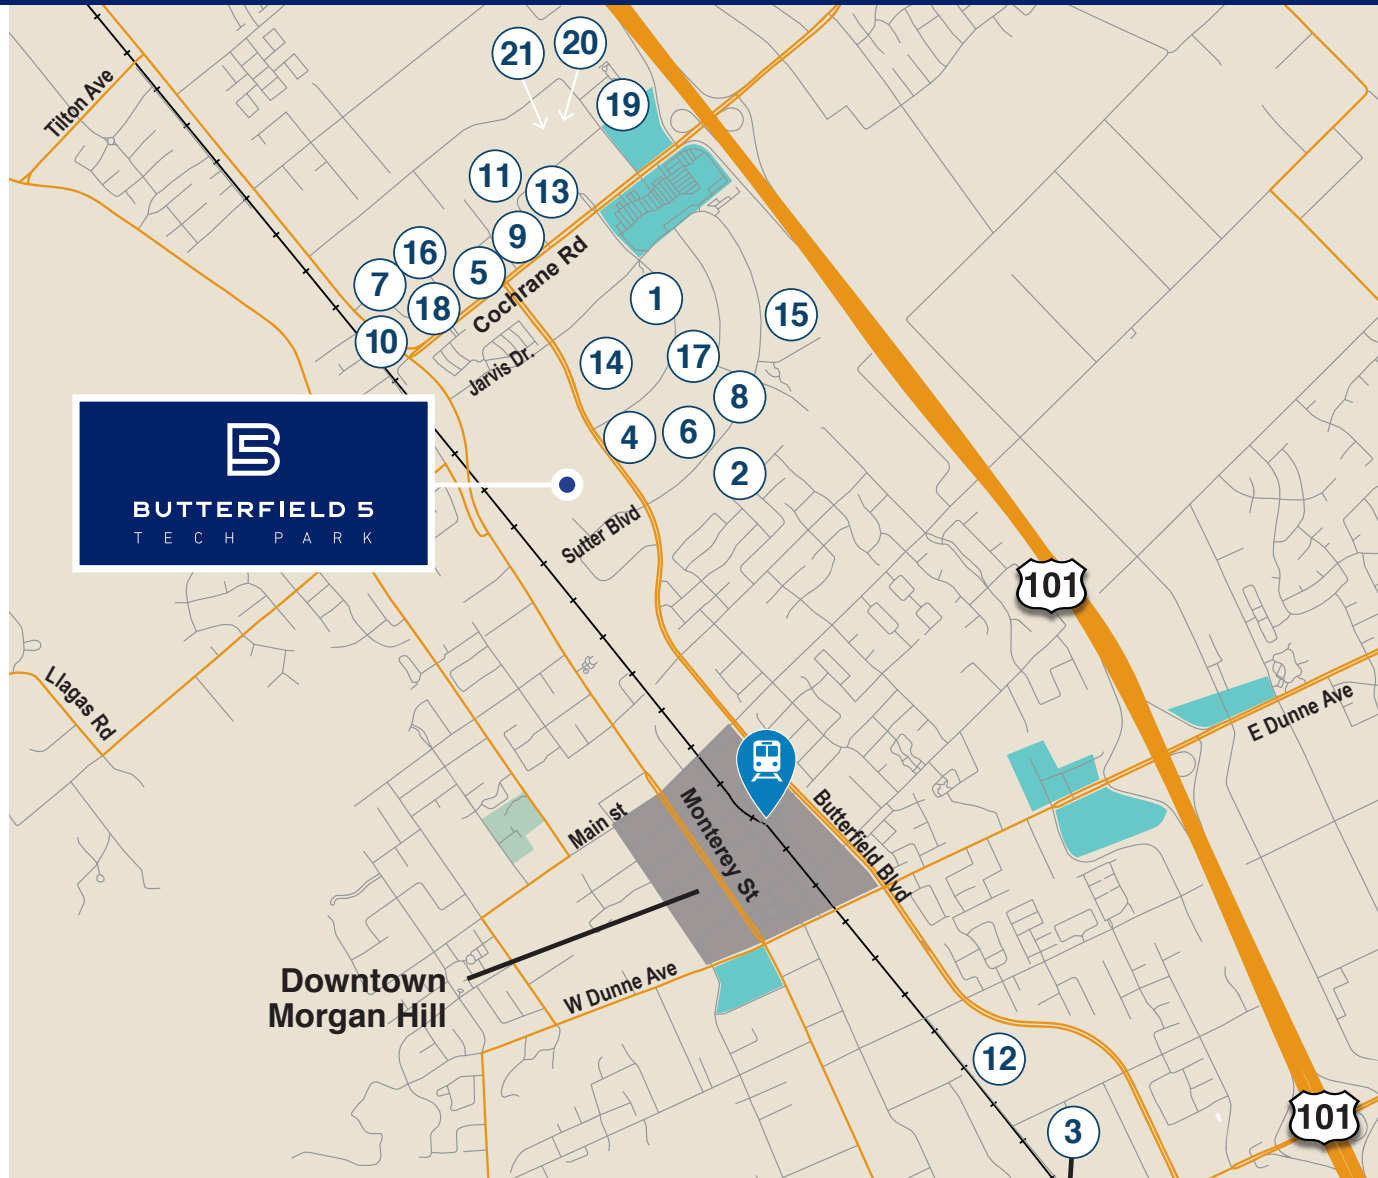 21
20
19
Tilton Ave
11
13
9
16
5
7
18
10
Cochrane Rd
1
15
Jarvis Dr.
14
17
8
4
6
2
B5
BUTTERFIELD 5
TECH PARK
Sutter Blvd
101
Llagas Rd
E Dunne Ave
Main st
Monterey St
Butterfield Blvd
Downtown
Morgan Hill
W Dunne Ave
12
3
101